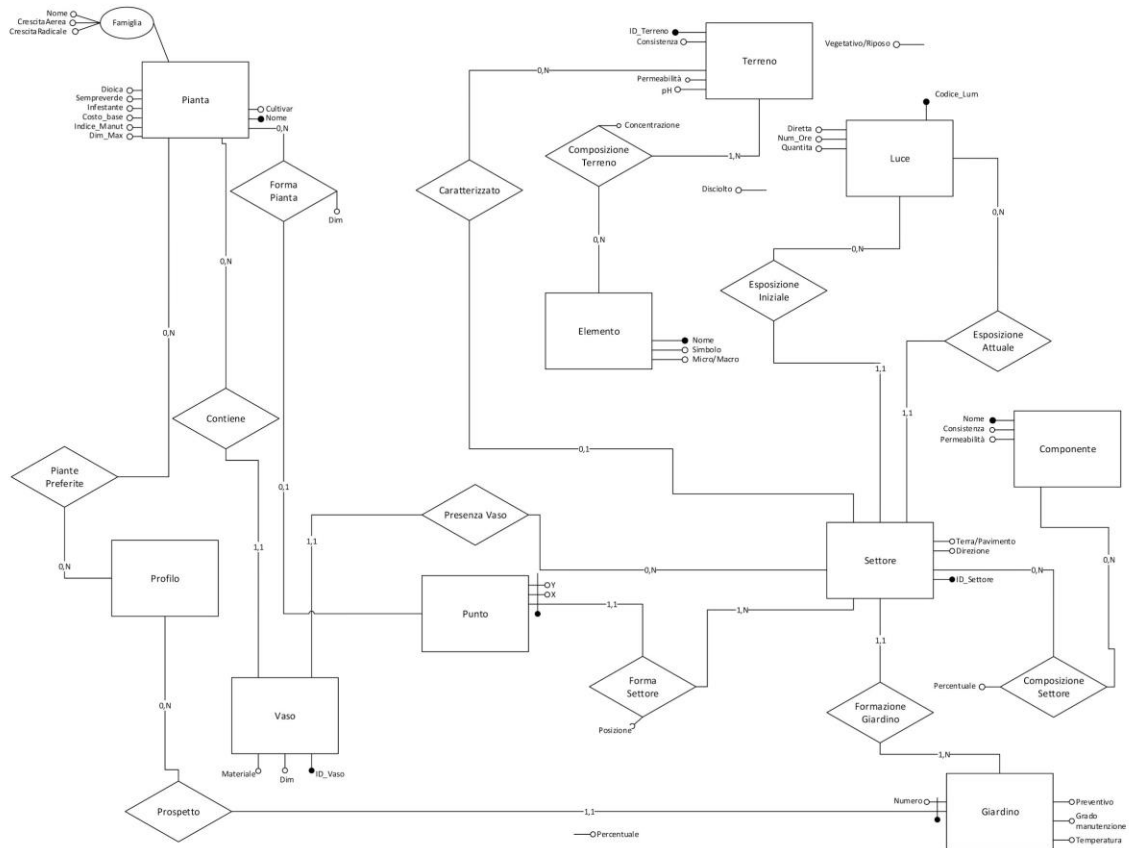 Nome
CrescitaAerea
CrescitaRadicale
Famiglia
Dioica
Sempreverde
Infestante
Costo_base
Indice_Manut
Dim_Max
Pianta
Cultivar
Nome
0,N
Forma
Pianta
Dim
0,N
0,N
0,1
Contiene
Piante
Preferite
0,N
1,1
1,1
Profilo
0,N
Vaso
Materiale
Dim
ID_Vaso
Prospetto
1,1
Percentuale
ID_Terreno
Consistenza
Permeabilità
pH
Terreno
0,N
Vegetativo/Riposo
Concentrazione
Composizione
Terreno
1,N
Caratterizzato
Disciolto
0,N
Elemento
Nome
Simbolo
Micro/Macro
Codice_Lum
Diretta
Num_Ore
Quantita
Luce
0,N
0,N
Esposizione
Iniziale
Esposizione
Attuale
1,1
1,1
0,1
Nome
Consistenza
Permeabilità
Componente
Presenza Vaso
0,N
Punto
Y
X
1,1
Settore
Terra/Pavimento
Direzione
ID_Settore
0,N
0,N
1,N
1,1
Forma
Settore
Posizione
Percentuale
Composizione
Settore
Formazione
Giardino
1,N
Numero
Giardino
Preventivo
Grado
manutenzione
Temperatura